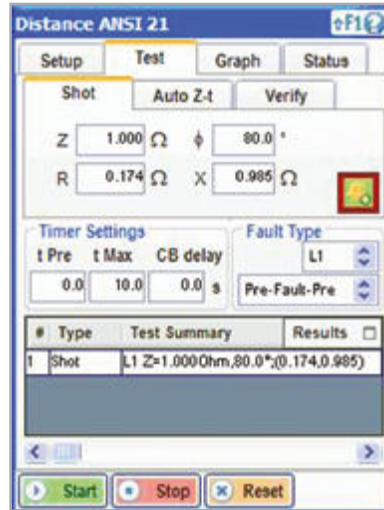 Distance ANSI 21 ⇧F1?
Setup Test Graph Status
Shot Auto Z-t Verify
Z 1.000 Ω ϕ 80.0 °
R 0.174 Ω X 0.985 Ω
Timer Settings Fault Type
t Pre t Max CB delay L1
0.0 10.0 0.0 s Pre-Fault-Pre
# Type Test Summary Results
1 Shot L1 Z=1.000Ohm,80.0°;(0.174,0.985)
Start Stop Reset